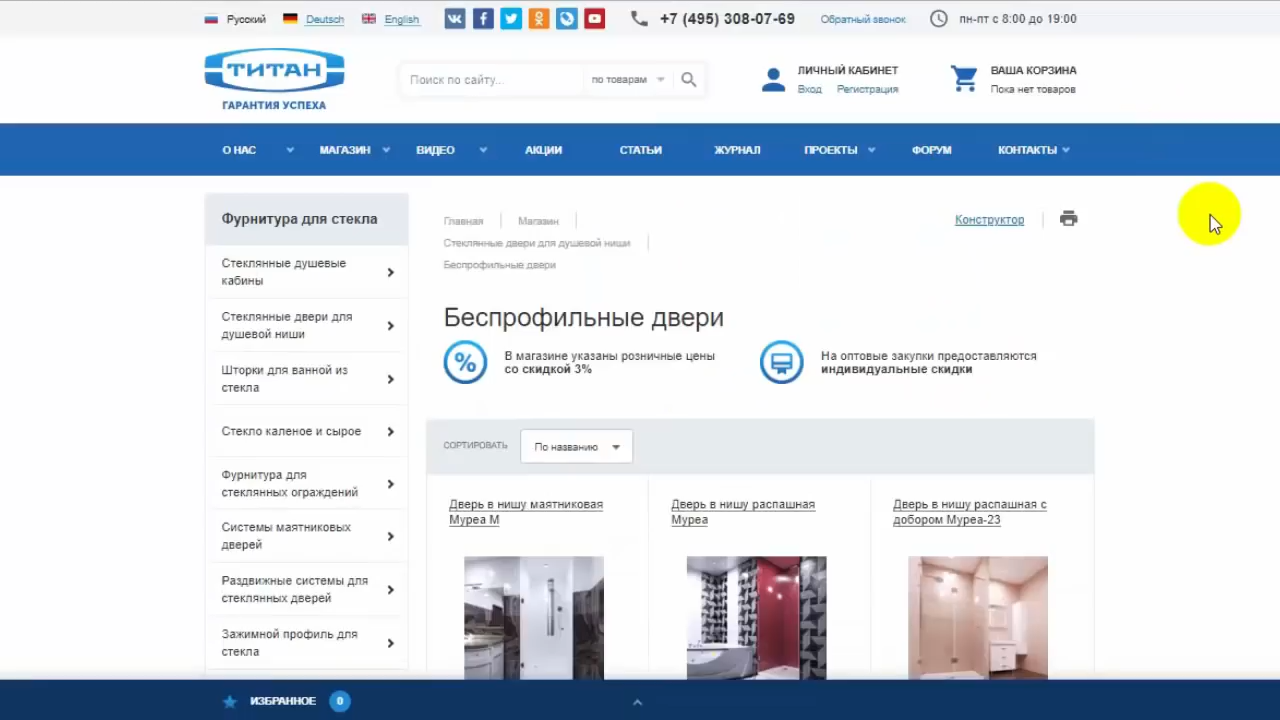 Русский Deutsch English +7 (495) 308-07-69 Обратный звонок пн-пт с 8:00 до 19:00
ТИТАН
ГАРАНТИЯ УСПЕХА
Поиск по сайту... по товарам
ЛИЧНЫЙ КАБИНЕТ
Вход Регистрация
ВАША КОРЗИНА
Пока нет товаров
О НАС МАГАЗИН ВИДЕО АКЦИИ СТАТЬИ ЖУРНАЛ ПРОЕКТЫ ФОРУМ КОНТАКТЫ
Фурнитура для стекла
Стеклянные душевые
кабины
Стеклянные двери для
душевой ниши
Шторки для ванной из
стекла
Стекло каленое и сырое
Фурнитура для
стеклянных ограждений
Системы маятниковых
дверей
Раздвижные системы для
стеклянных дверей
Зажимной профиль для
стекла
Главная Магазин
Стеклянные двери для душевой ниши
Беспрофильные двери
Конструктор
Беспрофильные двери
% В магазине указаны розничные цены
со скидкой 3%
На оптовые закупки предоставляются
индивидуальные скидки
СОРТИРОВАТЬ По названию
Дверь в нишу маятниковая
Муреа М
Дверь в нишу распашная
Муреа
Дверь в нишу распашная с
добором Муреа-23
ИЗБРАННОЕ 0